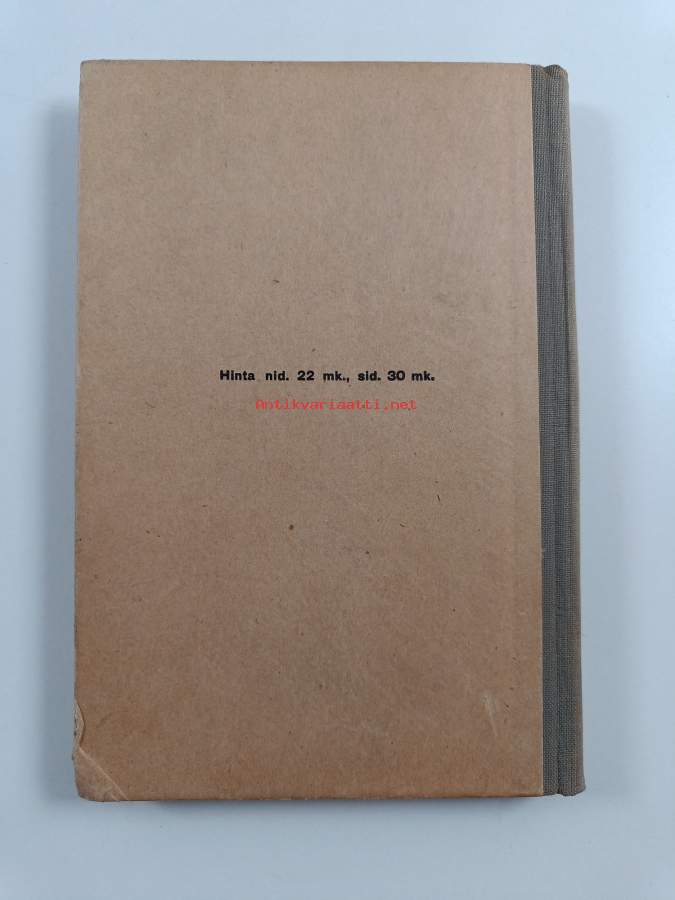 Hinta nid. 22 mk., sid. 30 mk.
Antikvariaatti.net